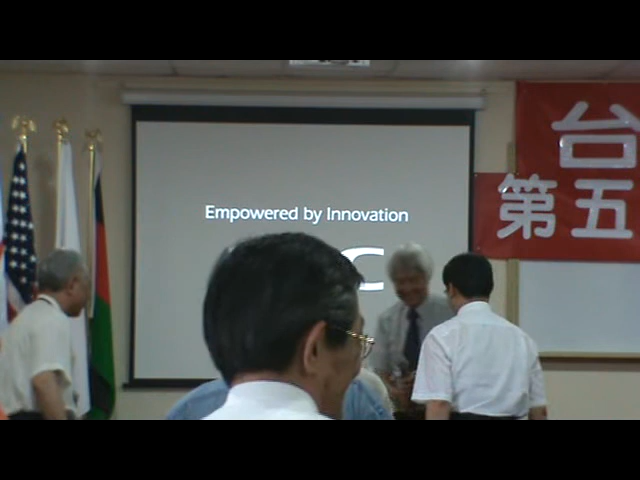 Empowered by Innovation
C
台
第五